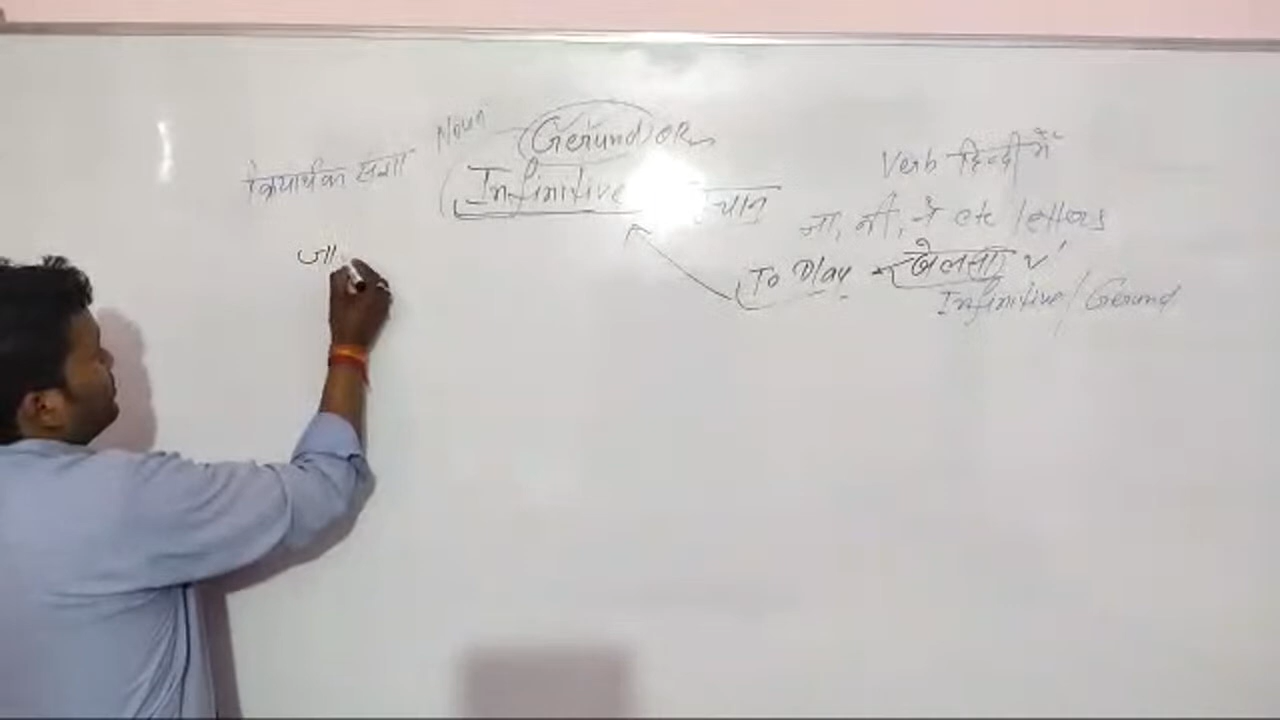 Noun Gerund OR
क्रियार्थक संज्ञा Infinitive
Verb हिन्दी में
ना, नी, ने etc letters
To Play खेलना ✓
Infinitive/Gerund
जा